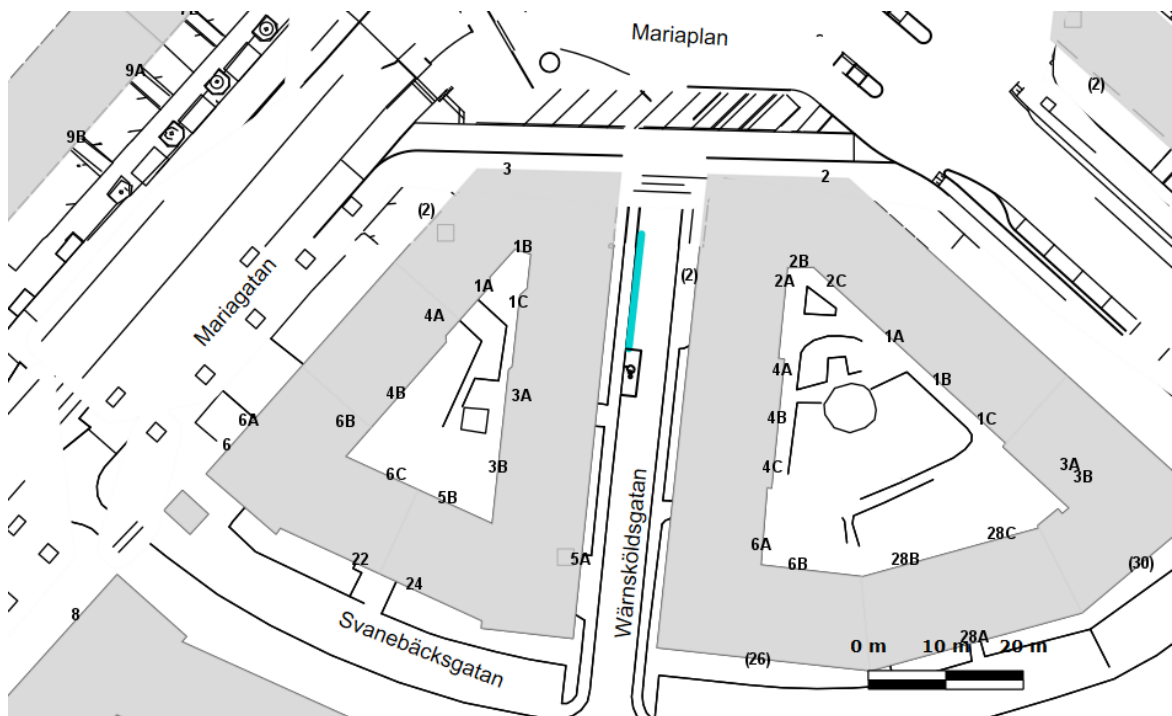 Mariaplan
9A
(2)
9B
3
2
(2)
1B
2B
(2)
2A
2C
1A
1C
Mariagatan
4A
1A
4A
1B
4B
3A
6A
6B
4B
1C
6
3B
4C
3A
3B
6C
5B
28C
6A
22
5A
6B
28B
(30)
24
Wärnsköldsgatan
8
Svanebäcksgatan
28A
(26)
0 m 10 m 20 m